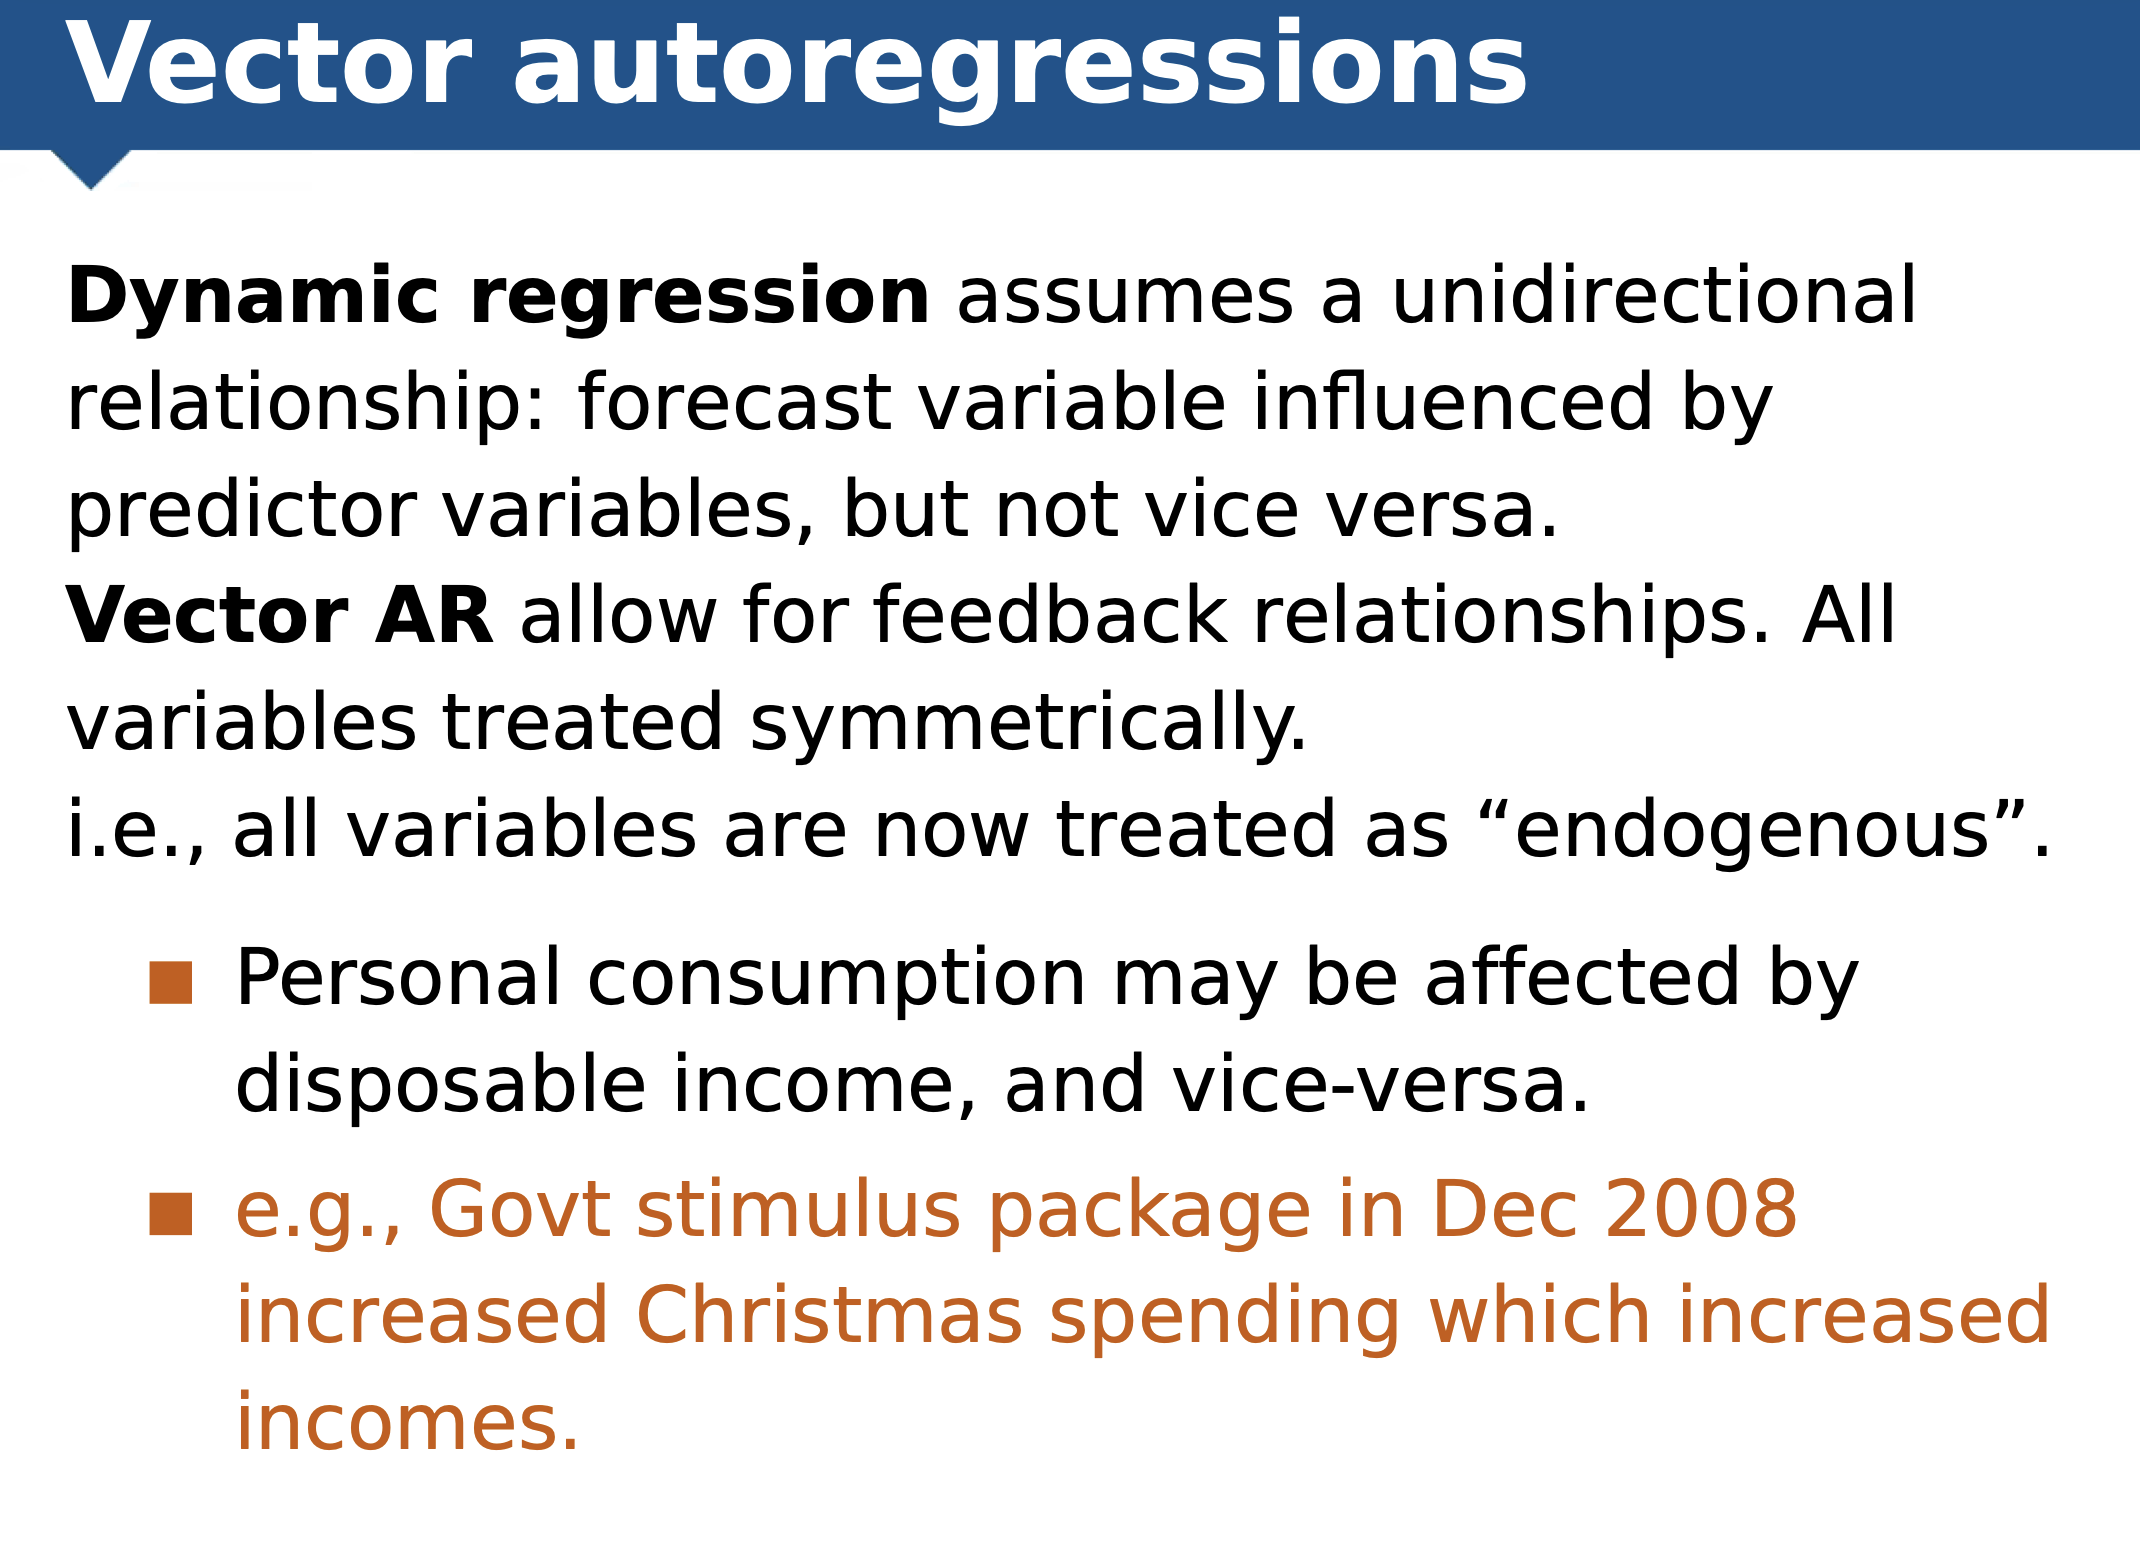 Vector autoregressions
Dynamic regression assumes a unidirectional
relationship: forecast variable influenced by
predictor variables, but not vice versa.
Vector AR allow for feedback relationships. All
variables treated symmetrically.
i.e., all variables are now treated as “endogenous”.
Personal consumption may be affected by
disposable income, and vice-versa.
e.g., Govt stimulus package in Dec 2008
increased Christmas spending which increased
incomes.